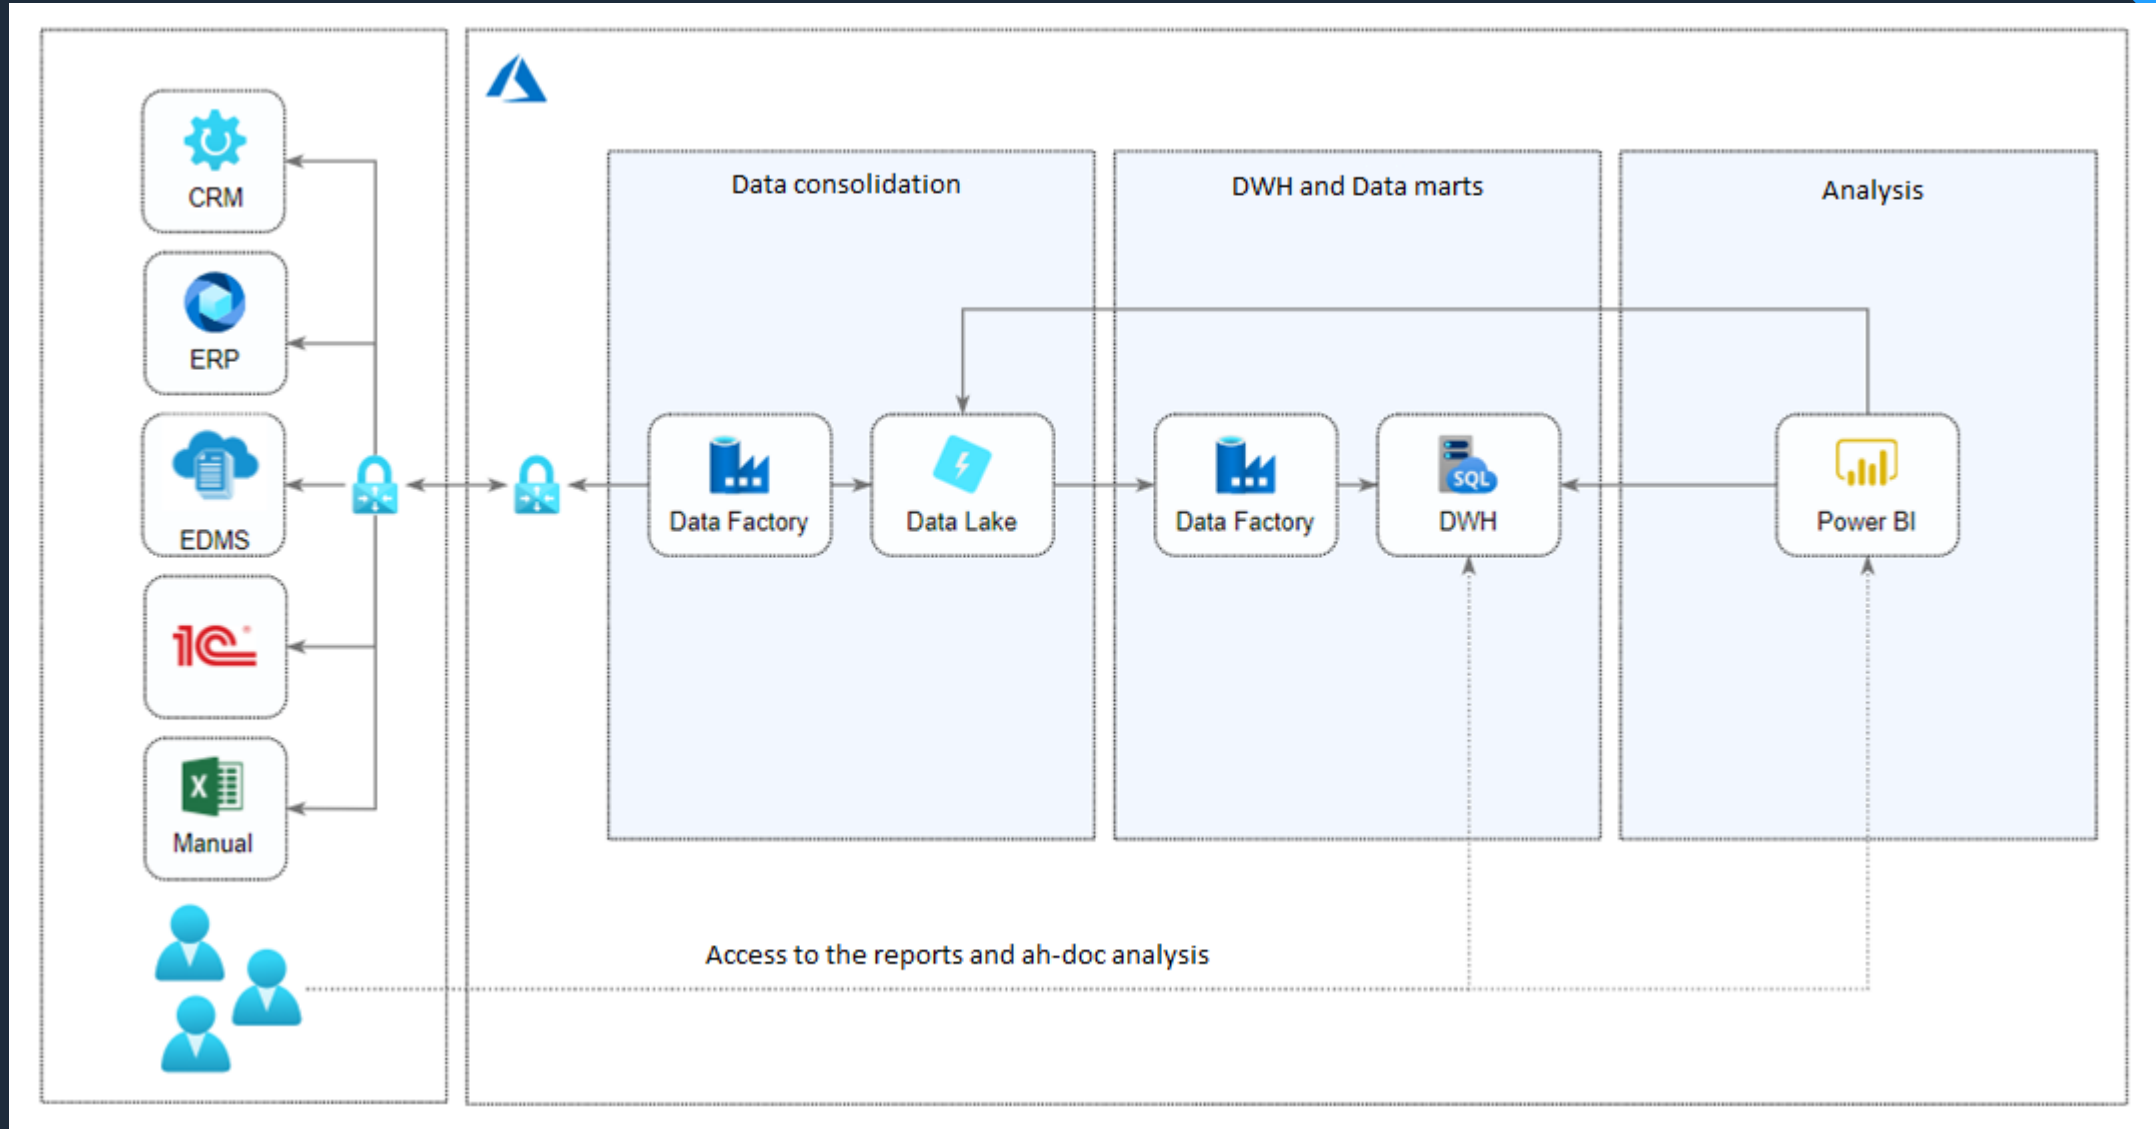 CRM
ERP
EDMS
1C
X
Manual
Data consolidation
Data Factory
Data Lake
DWH and Data marts
Data Factory
SQL
DWH
Analysis
Power BI
Access to the reports and ah-doc analysis